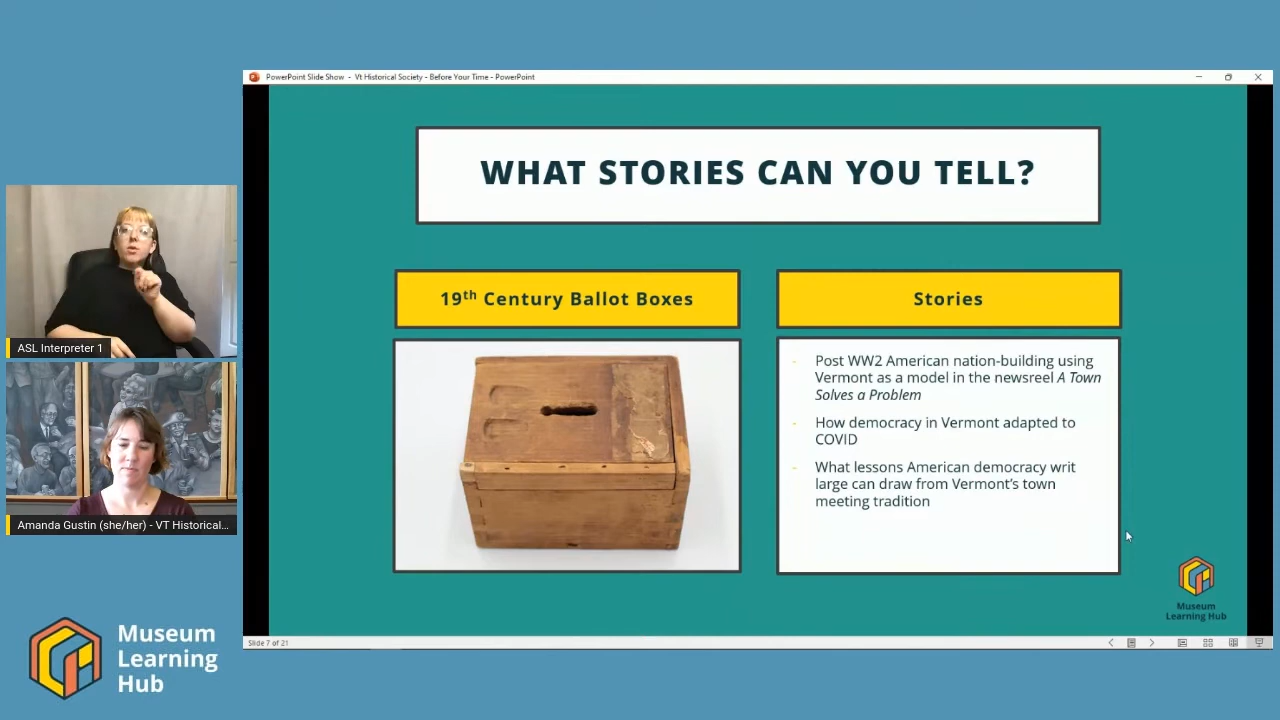 PowerPoint Slide Show - Vt Historical Society - Before Your Time - PowerPoint
WHAT STORIES CAN YOU TELL?
19th Century Ballot Boxes
Stories
- Post WW2 American nation-building using
Vermont as a model in the newsreel A Town
Solves a Problem
- How democracy in Vermont adapted to
COVID
- What lessons American democracy writ
large can draw from Vermont's town
meeting tradition
Museum
Learning Hub
Slide 7 of 21
ASL Interpreter 1
Amanda Gustin (she/her) - VT Historical...
Museum
Learning
Hub